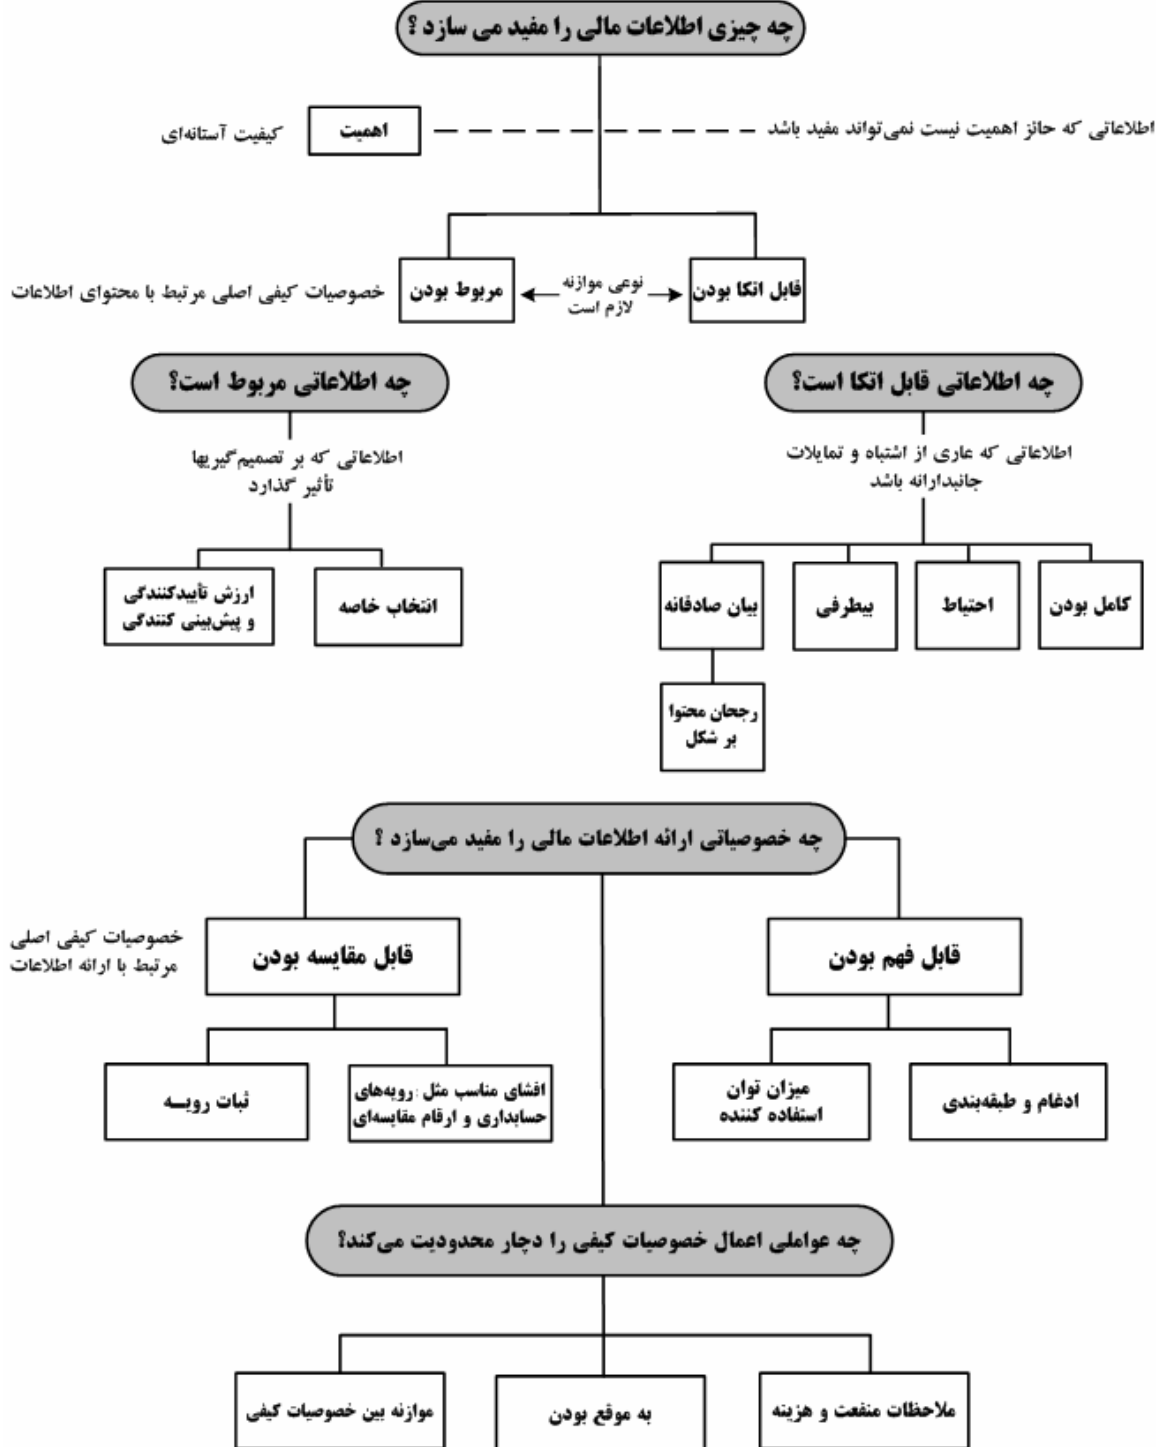 چه چیزی اطلاعات مالی را مفید می سازد ؟
اطلاعاتی که حائز اهمیت نیست نمی‌تواند مفید باشد
اهمیت
کیفیت آستانه‌ای
قابل اتکا بودن
نوعی موازنه
لازم است
مربوط بودن
خصوصیات کیفی اصلی مرتبط با محتوای اطلاعات
چه اطلاعاتی قابل اتکا است؟
اطلاعاتی که عاری از اشتباه و تمایلات
جانبدارانه باشد
کامل بودن
احتیاط
بیطرفی
بیان صادقانه
رجحان محتوا
بر شکل
چه اطلاعاتی مربوط است؟
اطلاعاتی که بر تصمیم‌گیریها
تأثیر گذارد
انتخاب خاصه
ارزش تأییدکنندگی
و پیش‌بینی کنندگی
چه خصوصیاتی ارائه اطلاعات مالی را مفید می‌سازد ؟
قابل فهم بودن
ادغام و طبقه‌بندی
میزان توان
استفاده کننده
قابل مقایسه بودن
خصوصیات کیفی اصلی
مرتبط با ارائه اطلاعات
افشای مناسب مثل : رویه‌های
حسابداری و ارقام مقایسه‌ای
ثبات رویـــه
چه عواملی اعمال خصوصیات کیفی را دچار محدودیت می‌کند؟
ملاحظات منفعت و هزینه
به موقع بودن
موازنه بین خصوصیات کیفی